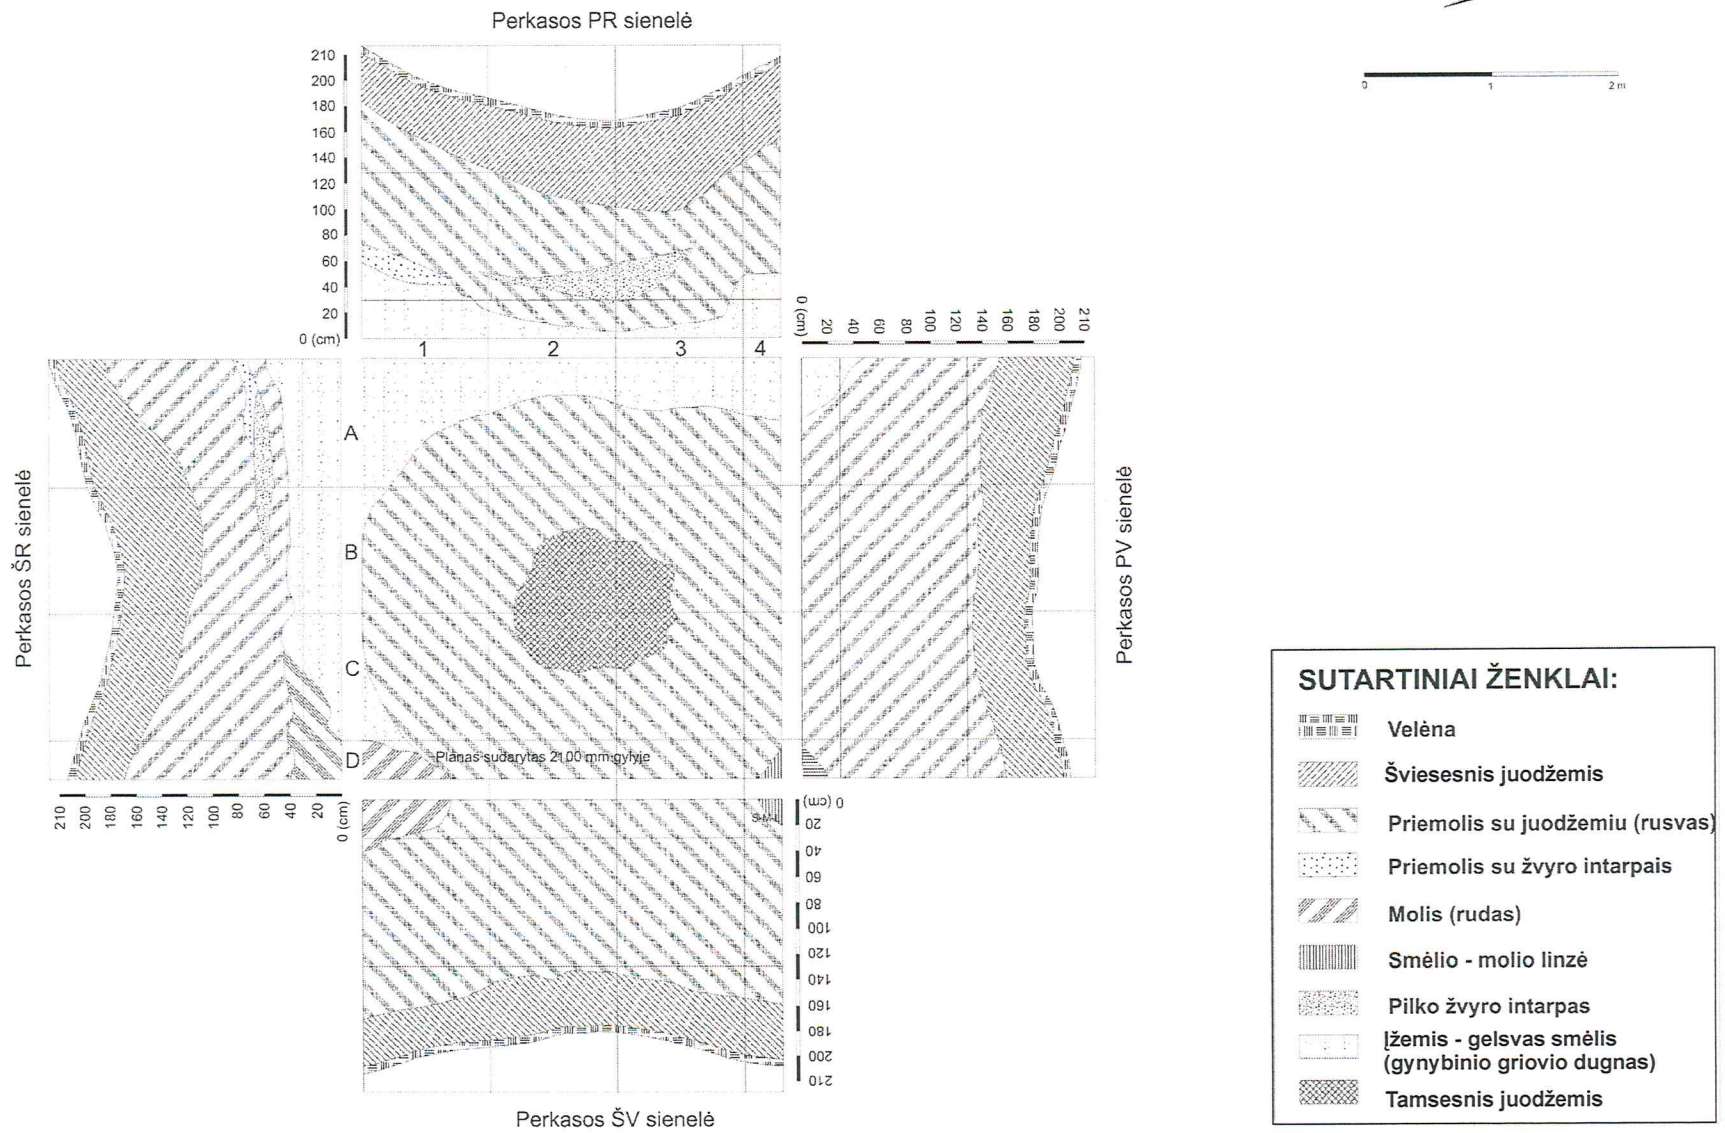 Perkasos PR sienelė
210
200
180
160
140
120
100
80
60
40
20
0 (cm)
0 1 2 m
1 2 3 4
0 (cm) 20 40 60 80 100 120 140 160 180 200 210
A
B
C
D
Perkasos ŠR sienelė
Perkasos PV sienelė
Planas sudarytas 2100 mm gylyje
210 200 180 160 140 120 100 80 60 40 20 0 (cm)
S-M-L
0 (cm)
20
40
60
80
100
120
140
160
180
200
210
Perkasos ŠV sienelė
SUTARTINIAI ŽENKLAI:
Velėna
Šviesesnis juodžemis
Priemolis su juodžemiu (rusvas)
Priemolis su žvyro intarpais
Molis (rudas)
Smėlio - molio linzė
Pilko žvyro intarpas
Įžemis - gelsvas smėlis
(gynybinio griovio dugnas)
Tamsesnis juodžemis